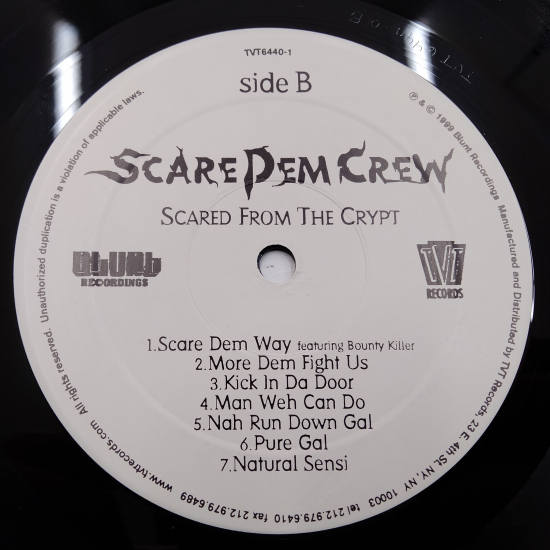 TVT6440-1
side B
SCARE DEM CREW
SCARED FROM THE CRYPT
Blunt
RECORDINGS
TVT
RECORDS
1.Scare Dem Way featuring Bounty Killer
2.More Dem Fight Us
3.Kick In Da Door
4.Man Weh Can Do
5.Nah Run Down Gal
6.Pure Gal
7.Natural Sensi
℗ & © 1999 Blunt Recordings Manufactured and Distributed by TVT Records, 23 E. 4th St. NY, NY 10003 tel 212.979.6410 fax 212.979.6489 www.tvtrecords.com All rights reserved. Unauthorized duplication is a violation of applicable laws.